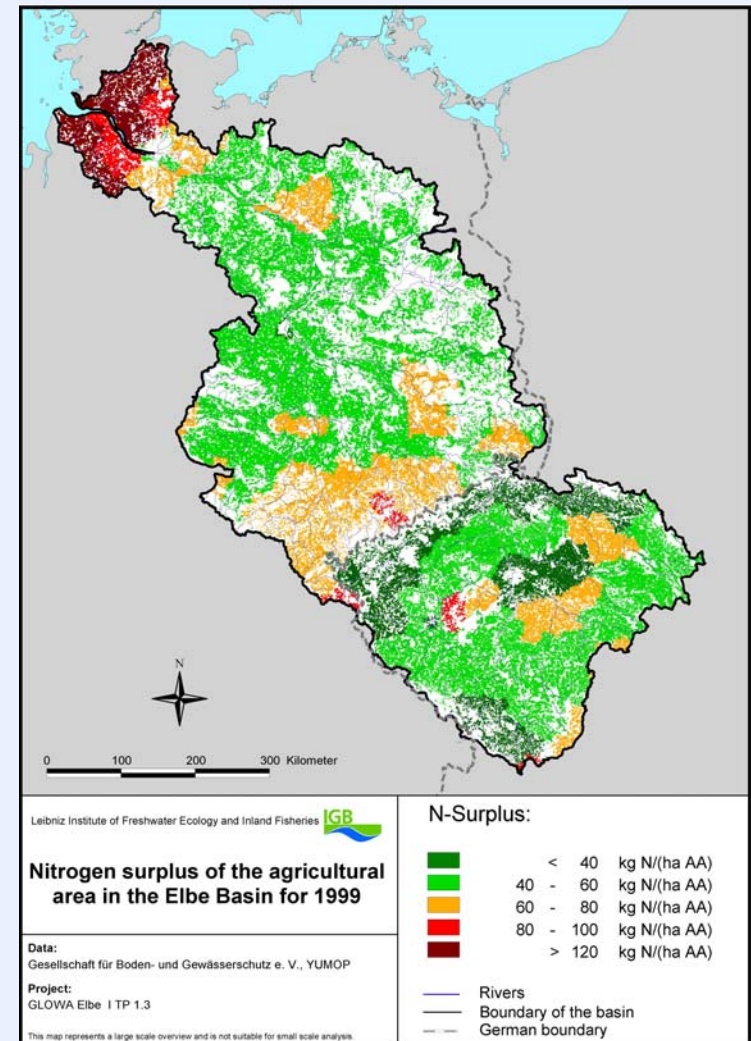 N
0 100 200 300 Kilometer
Leibniz Institute of Freshwater Ecology and Inland Fisheries IGB
Nitrogen surplus of the agricultural
area in the Elbe Basin for 1999
Data:
Gesellschaft für Boden- und Gewässerschutz e. V., YUMOP
Project:
GLOWA Elbe I TP 1.3
This map represents a large scale overview and is not suitable for small scale analysis.
N-Surplus:
< 40 kg N/(ha AA)
40 - 60 kg N/(ha AA)
60 - 80 kg N/(ha AA)
80 - 100 kg N/(ha AA)
> 120 kg N/(ha AA)
Rivers
Boundary of the basin
German boundary